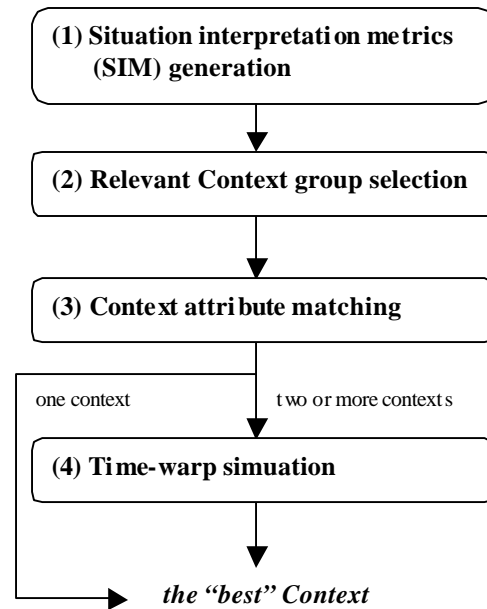 (1) Situation interpretation metrics
(SIM) generation
(2) Relevant Context group selection
(3) Context attribute matching
one context
two or more contexts
(4) Time-warp simuation
the “best” Context